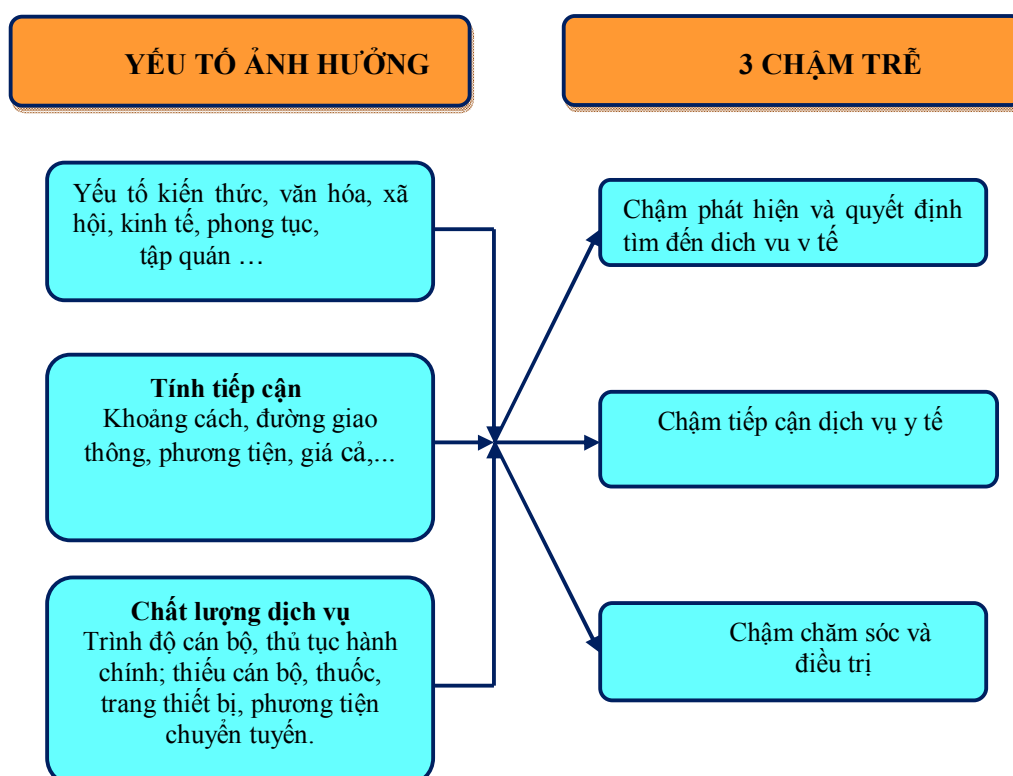 YẾU TỐ ẢNH HƯỞNG
3 CHẬM TRỄ
Yếu tố kiến thức, văn hóa, xã
hội, kinh tế, phong tục,
tập quán …
Tính tiếp cận
Khoảng cách, đường giao
thông, phương tiện, giá cả,...
Chất lượng dịch vụ
Trình độ cán bộ, thủ tục hành
chính; thiếu cán bộ, thuốc,
trang thiết bị, phương tiện
chuyển tuyến.
Chậm phát hiện và quyết định
tìm đến dich vu v tế
Chậm tiếp cận dịch vụ y tế
Chậm chăm sóc và
điều trị